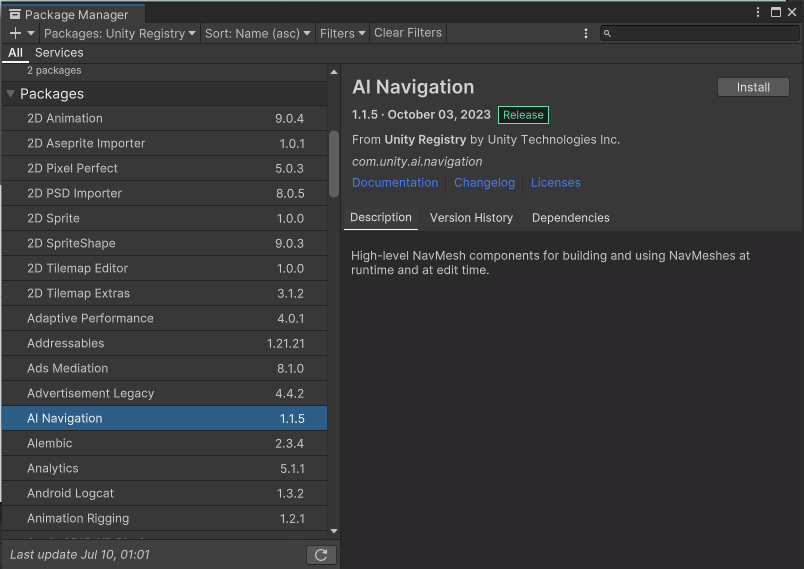 Package Manager
Packages: Unity Registry Sort: Name (asc) Filters Clear Filters
All Services
2 packages
Packages
2D Animation 9.0.4
2D Aseprite Importer 1.0.1
2D Pixel Perfect 5.0.3
2D PSD Importer 8.0.5
2D Sprite 1.0.0
2D SpriteShape 9.0.3
2D Tilemap Editor 1.0.0
2D Tilemap Extras 3.1.2
Adaptive Performance 4.0.1
Addressables 1.21.21
Ads Mediation 8.1.0
Advertisement Legacy 4.4.2
AI Navigation 1.1.5
Alembic 2.3.4
Analytics 5.1.1
Android Logcat 1.3.2
Animation Rigging 1.2.1
Last update Jul 10, 01:01
AI Navigation
Install
1.1.5 · October 03, 2023 Release
From Unity Registry by Unity Technologies Inc.
com.unity.ai.navigation
Documentation Changelog Licenses
Description Version History Dependencies
High-level NavMesh components for building and using NavMeshes at
runtime and at edit time.